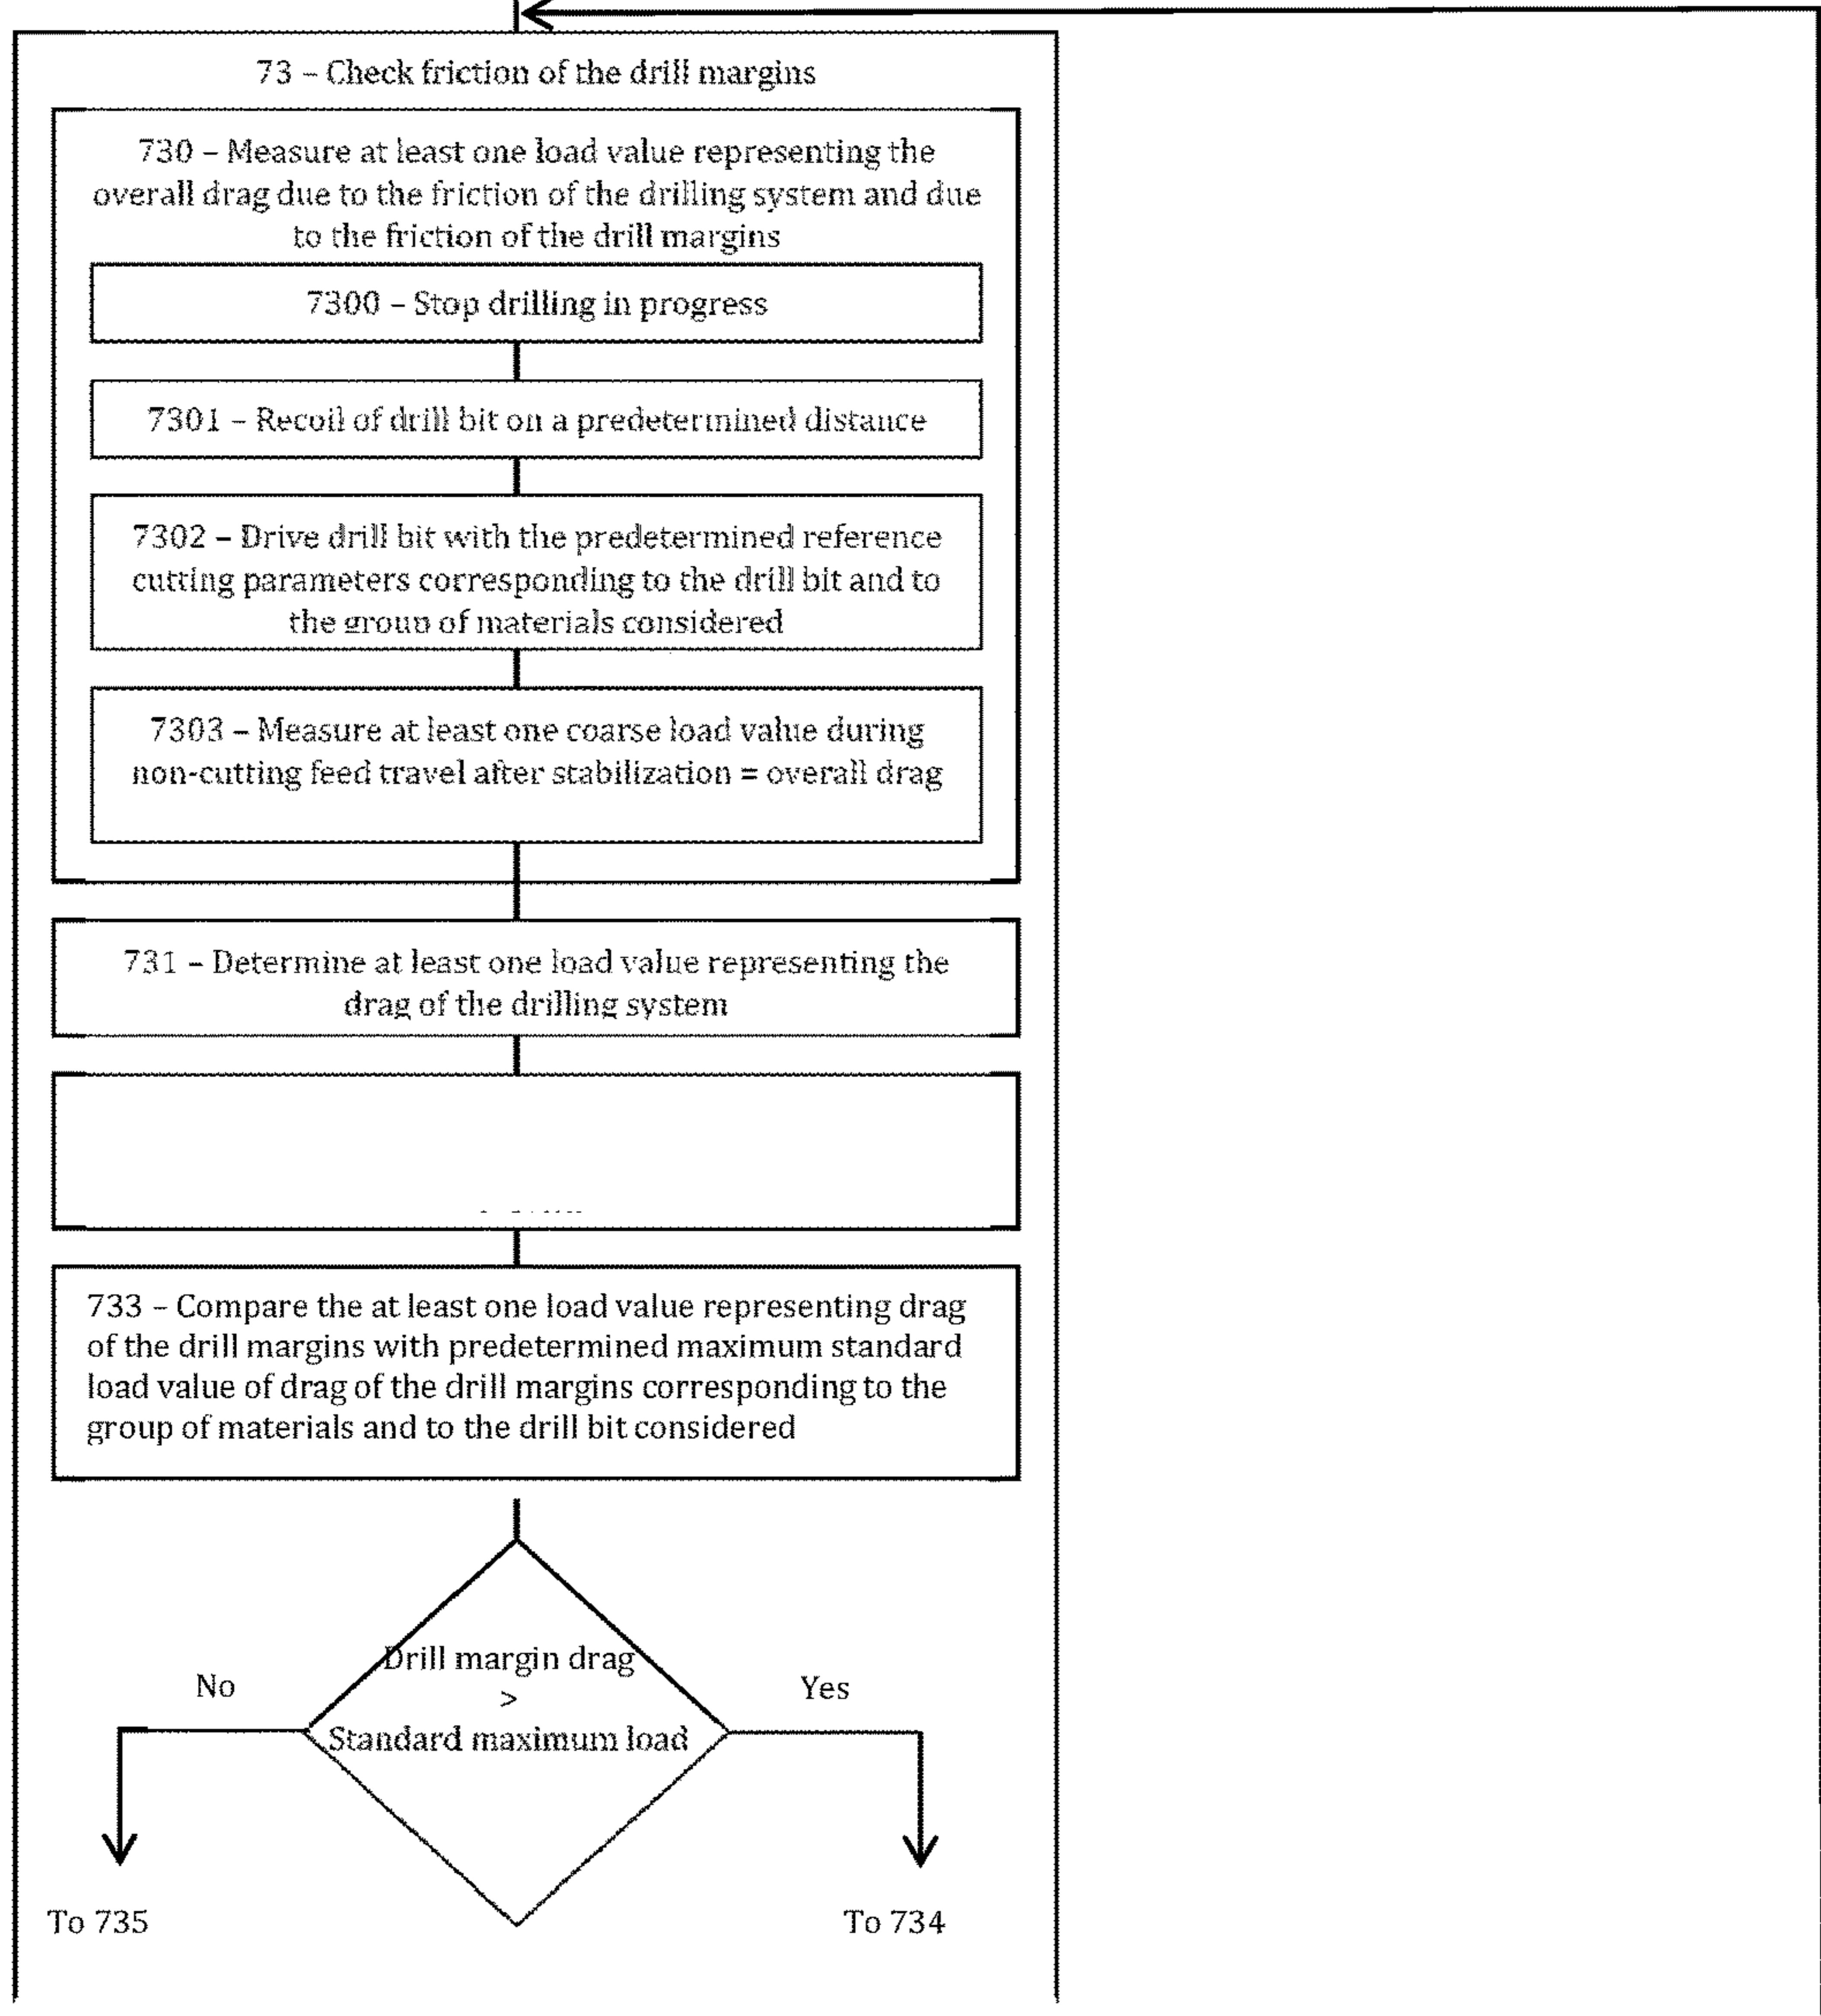 73 – Check friction of the drill margins
730 – Measure at least one load value representing the
overall drag due to the friction of the drilling system and due
to the friction of the drill margins
7300 – Stop drilling in progress
7301 – Recoil of drill bit on a predetermined distance
7302 – Drive drill bit with the predetermined reference
cutting parameters corresponding to the drill bit and to
the group of materials considered
7303 – Measure at least one coarse load value during
non-cutting feed travel after stabilization = overall drag
731 – Determine at least one load value representing the
drag of the drilling system
733 – Compare the at least one load value representing drag
of the drill margins with predetermined maximum standard
load value of drag of the drill margins corresponding to the
group of materials and to the drill bit considered
Drill margin drag
>
Standard maximum load
No
Yes
To 735
To 734